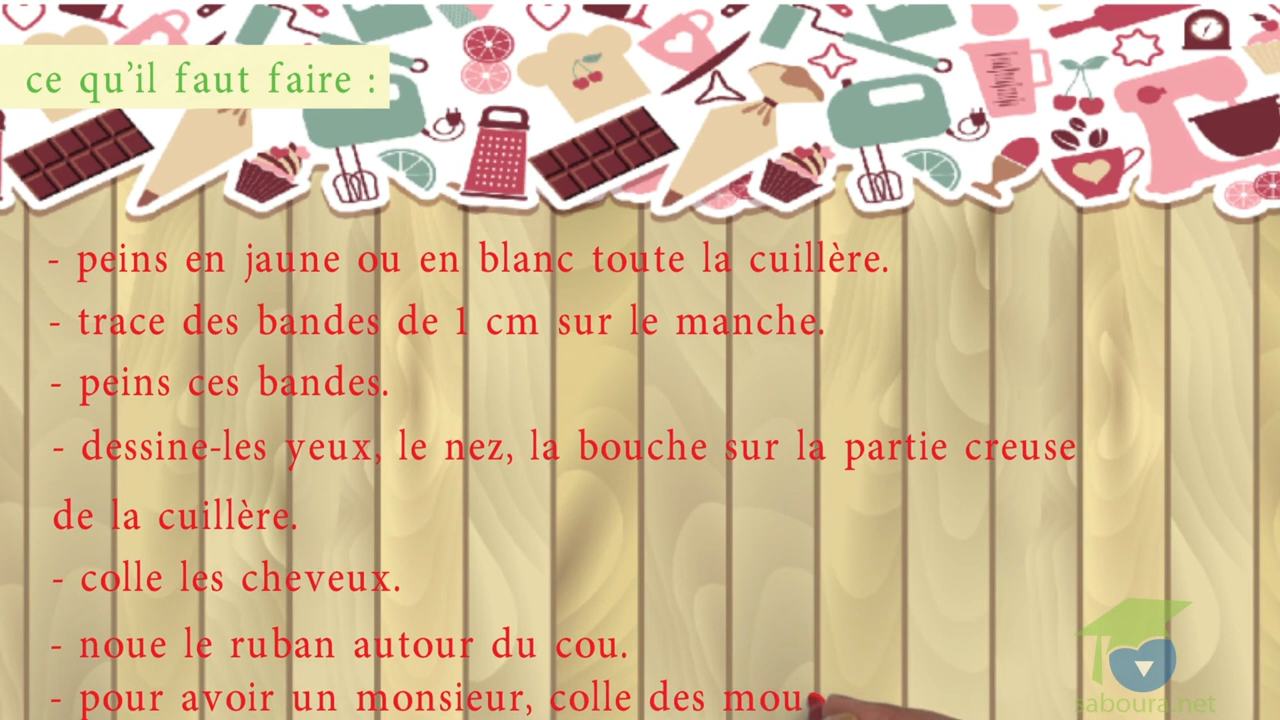 ce qu'il faut faire :
- peins en jaune ou en blanc toute la cuillère.
- trace des bandes de 1 cm sur le manche.
- peins ces bandes.
- dessine-les yeux, le nez, la bouche sur la partie creuse
de la cuillère.
- colle les cheveux.
- noue le ruban autour du cou.
- pour avoir un monsieur, colle des mou
saboura.net